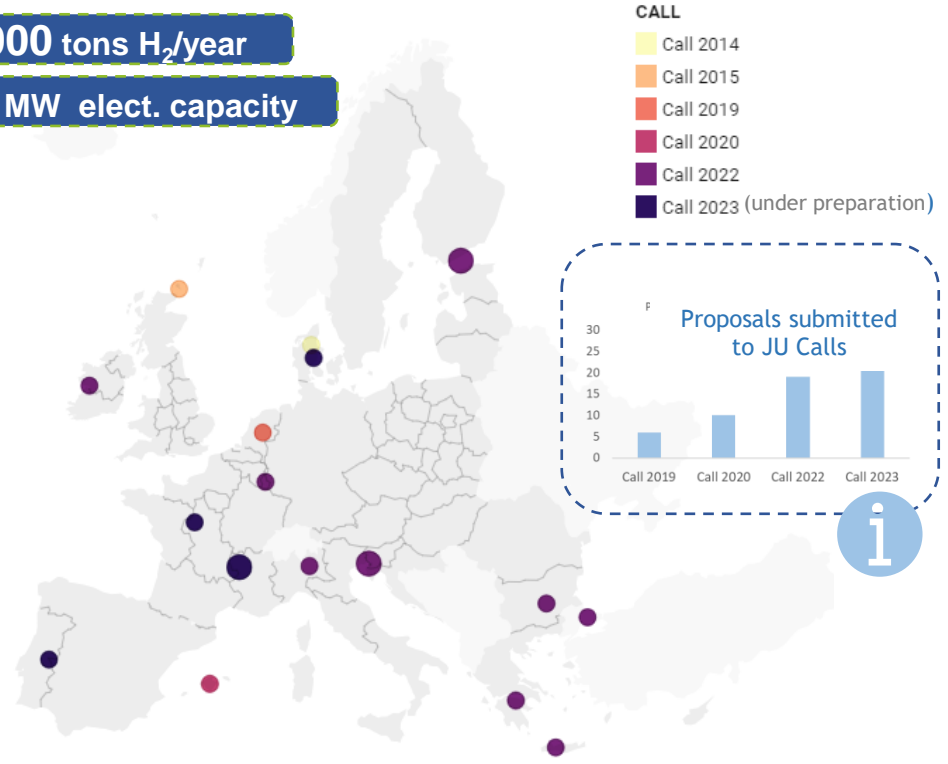 000 tons H₂/year
MW elect. capacity
CALL
Call 2014
Call 2015
Call 2019
Call 2020
Call 2022
Call 2023 (under preparation)
Proposals submitted
to JU Calls
30
25
20
15
10
5
0
Call 2019 Call 2020 Call 2022 Call 2023
i